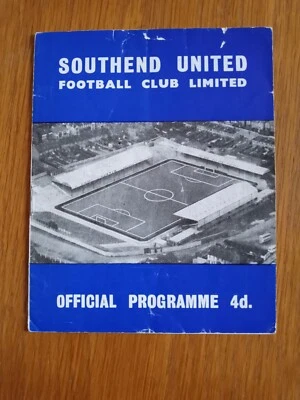 SOUTHEND UNITED
FOOTBALL CLUB LIMITED
OFFICIAL PROGRAMME 4d.